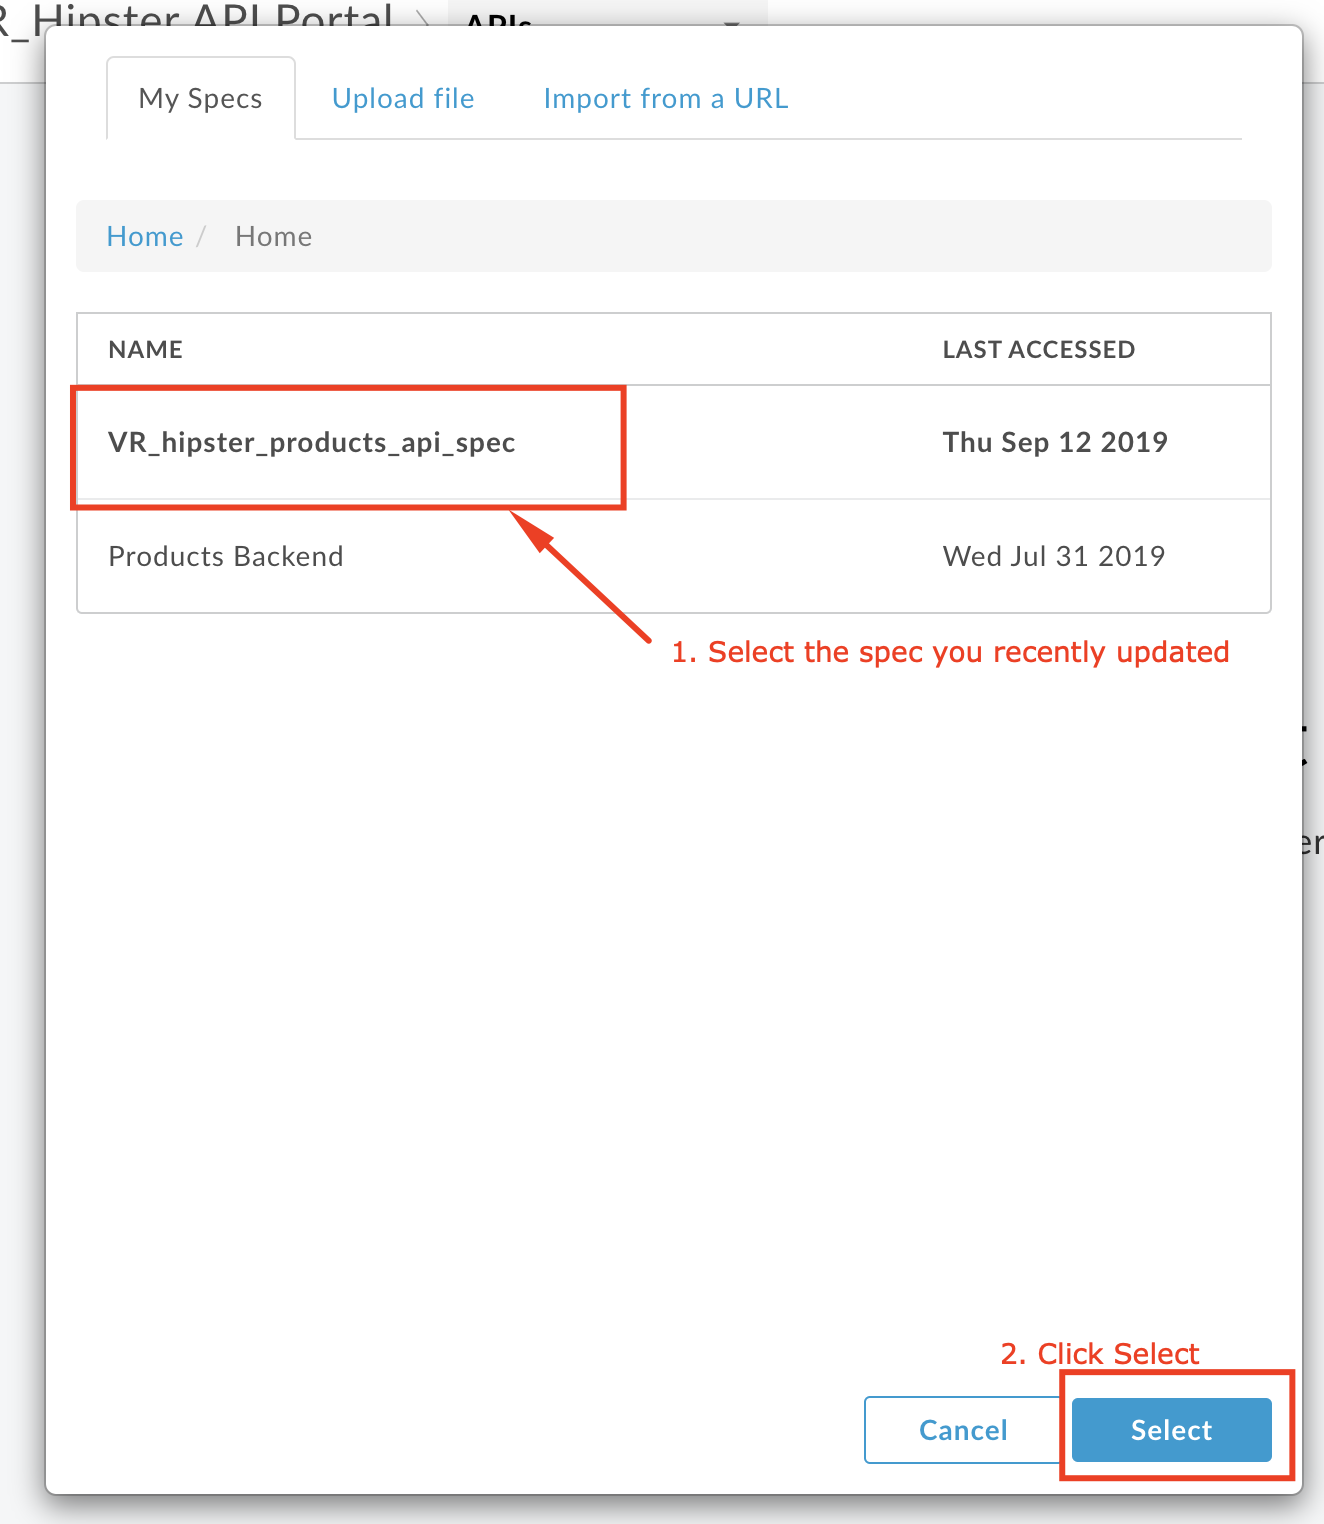 _Hipster API Portal APIs
My Specs Upload file Import from a URL
Home / Home
NAME LAST ACCESSED
VR_hipster_products_api_spec Thu Sep 12 2019
Products Backend Wed Jul 31 2019
1. Select the spec you recently updated
er
2. Click Select
Cancel Select